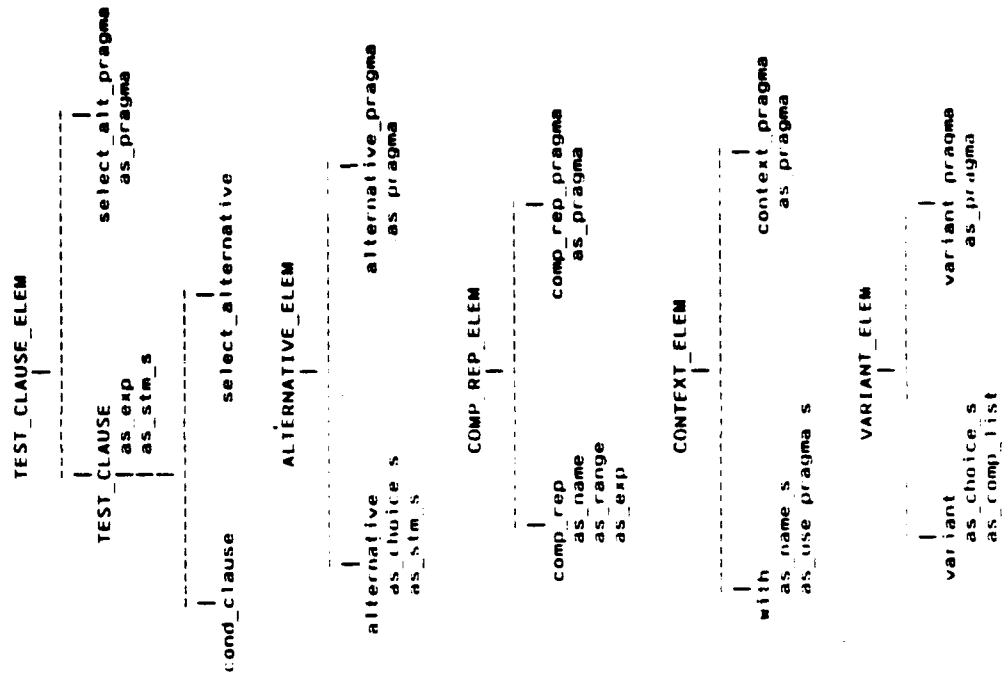 TEST_CLAUSE_ELEM
TEST_CLAUSE select_alt_pragma
as_exp as_pragma
as_stm_s
cond_clause select_alternative
ALTERNATIVE_ELEM
alternative alternative_pragma
as_choice_s as_pragma
as_stm_s
COMP_REP_ELEM
comp_rep comp_rep_pragma
as_name as_pragma
as_range
as_exp
CONTEXT_ELEM
with context_pragma
as_name_s as_pragma
as_use_pragma_s
VARIANT_ELEM
variant variant_pragma
as_choice_s as_pragma
as_comp_list